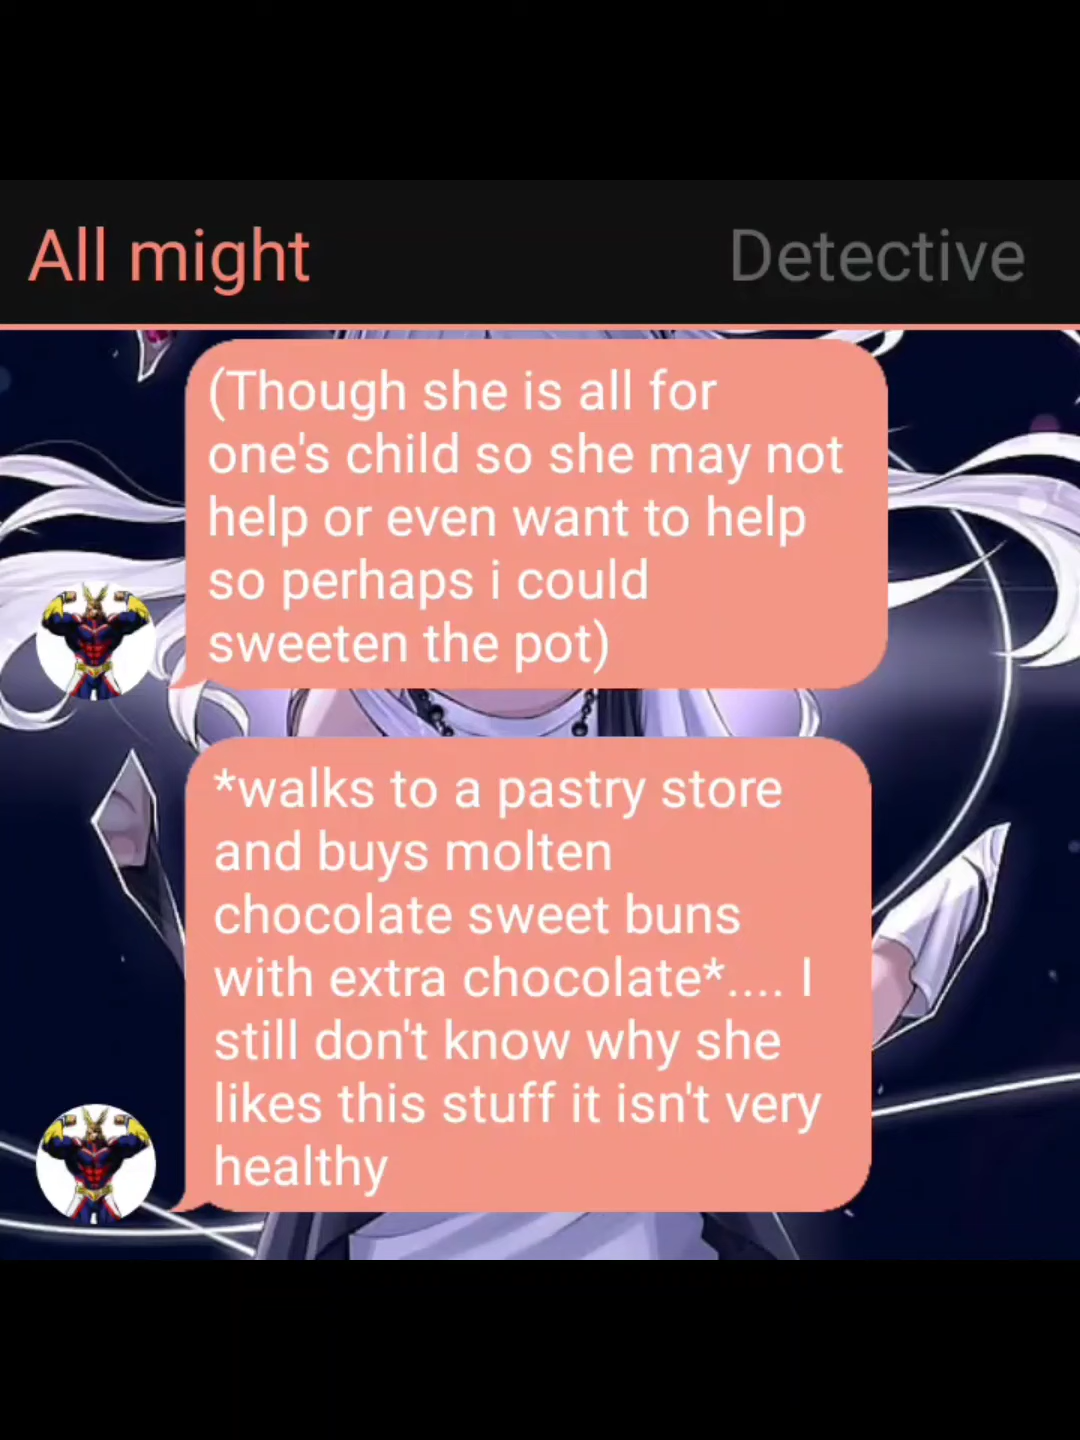 All might
Detective
(Though she is all for
one's child so she may not
help or even want to help
so perhaps i could
sweeten the pot)
*walks to a pastry store
and buys molten
chocolate sweet buns
with extra chocolate*.... I
still don't know why she
likes this stuff it isn't very
healthy